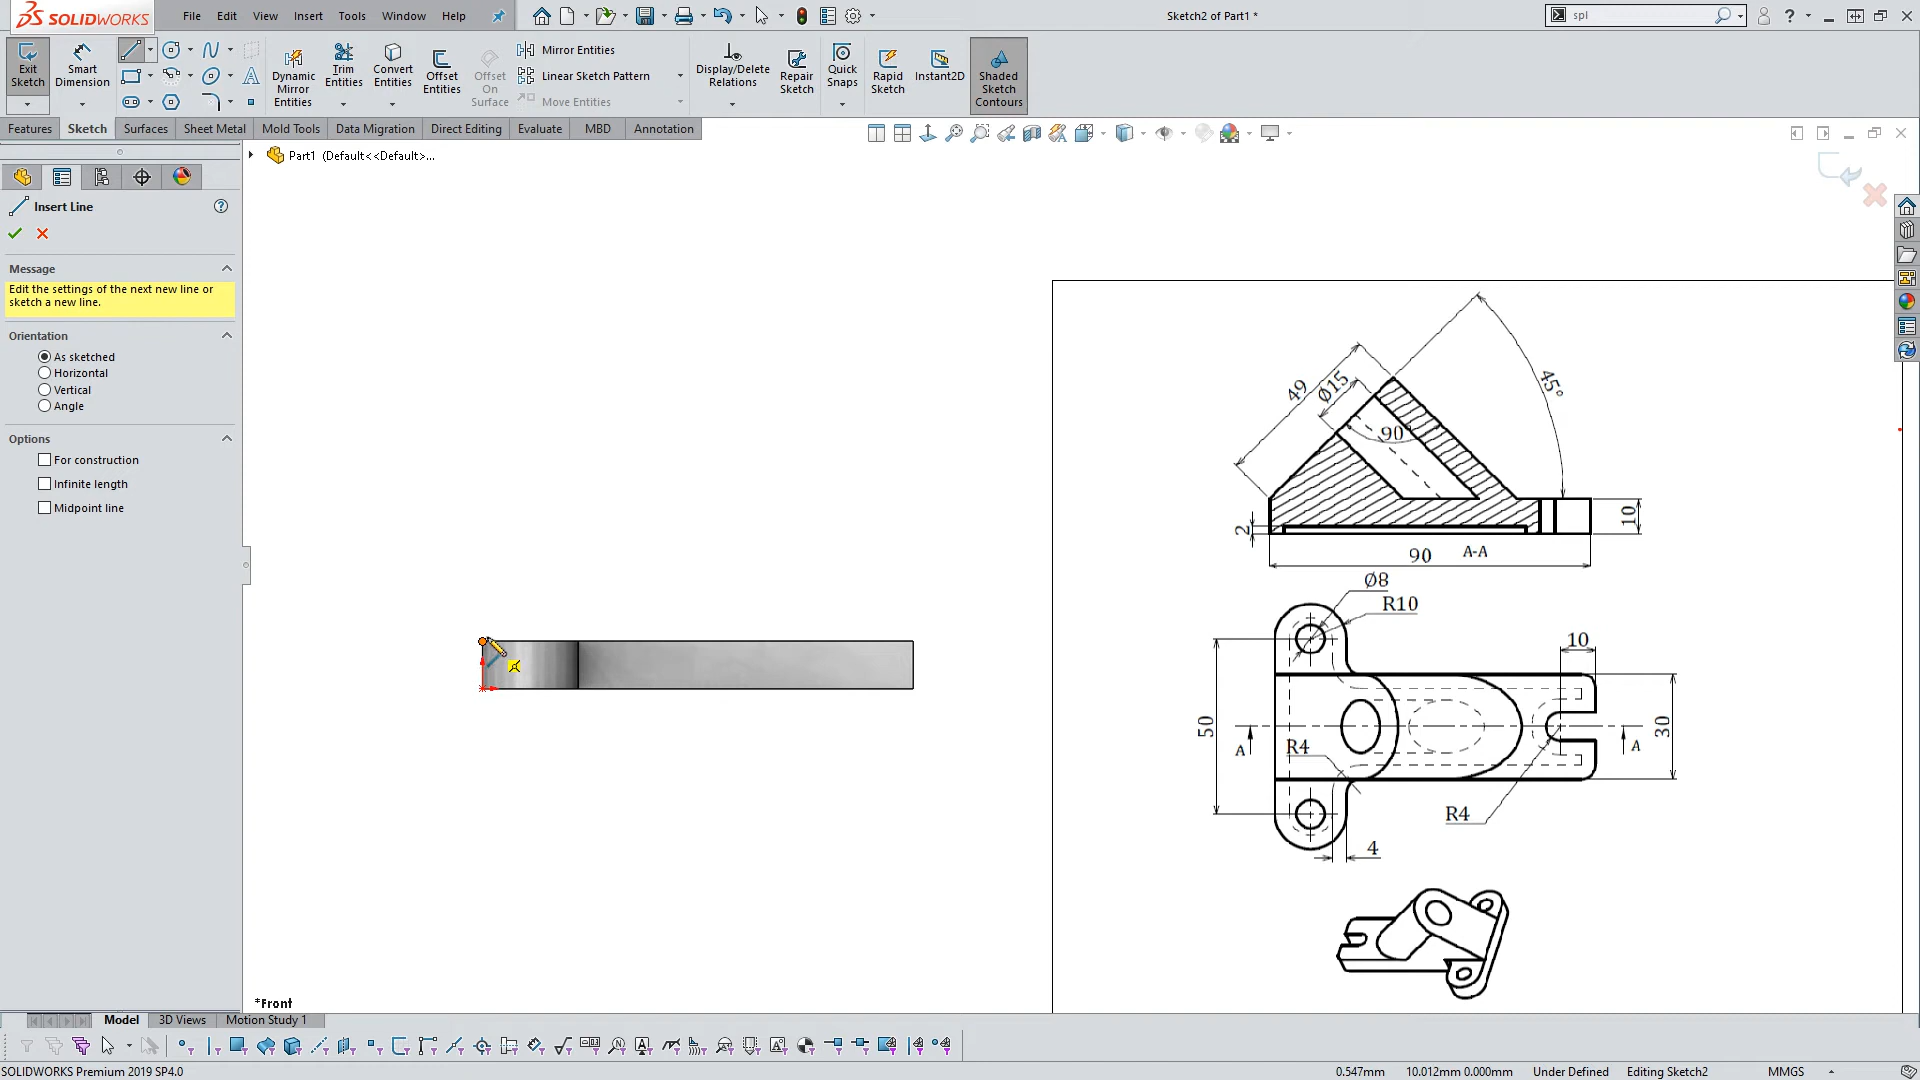 SOLIDWORKS
File Edit View Insert Tools Window Help
Sketch2 of Part1 *
spl
Exit Sketch
Smart Dimension
Dynamic Mirror Entities
Trim Entities
Convert Entities
Offset Entities
Offset On Surface
Mirror Entities
Linear Sketch Pattern
Move Entities
Display/Delete Relations
Repair Sketch
Quick Snaps
Rapid Sketch
Instant2D
Shaded Sketch Contours
Features Sketch Surfaces Sheet Metal Mold Tools Data Migration Direct Editing Evaluate MBD Annotation
Part1 (Default<<Default>...
Insert Line
Message
Edit the settings of the next new line or
sketch a new line.
Orientation
As sketched
Horizontal
Vertical
Angle
Options
For construction
Infinite length
Midpoint line
49
Ø15
45°
90
10
2
90
A-A
Ø8
R10
10
50
30
A
R4
A
R4
4
*Front
Model 3D Views Motion Study 1
SOLIDWORKS Premium 2019 SP4.0
0.547mm 10.012mm 0.000mm Under Defined Editing Sketch2 MMGS